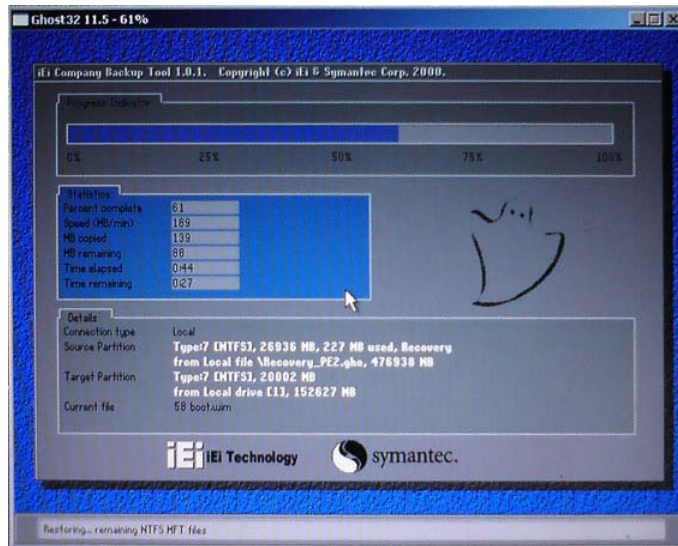 Ghost32 11.5 - 61%
iEi Company Backup Tool 1.0.1. Copyright (c) iEi & Symantec Corp. 2000.
Progress Indicator
0% 25% 50% 75% 100%
Statistics
Percent complete 61
Speed (MB/min) 189
MB copied 139
MB remaining 88
Time elapsed 0:44
Time remaining 0:27
Details
Connection type Local
Source Partition Type:7 [NTFS], 26936 MB, 227 MB used, Recovery
from Local file \Recovery_PE2.gho, 476938 MB
Target Partition Type:7 [NTFS], 20002 MB
from Local drive [1], 152627 MB
Current file 58 boot.wim
iEi iEi Technology symantec.
Restoring... remaining NTFS MFT files